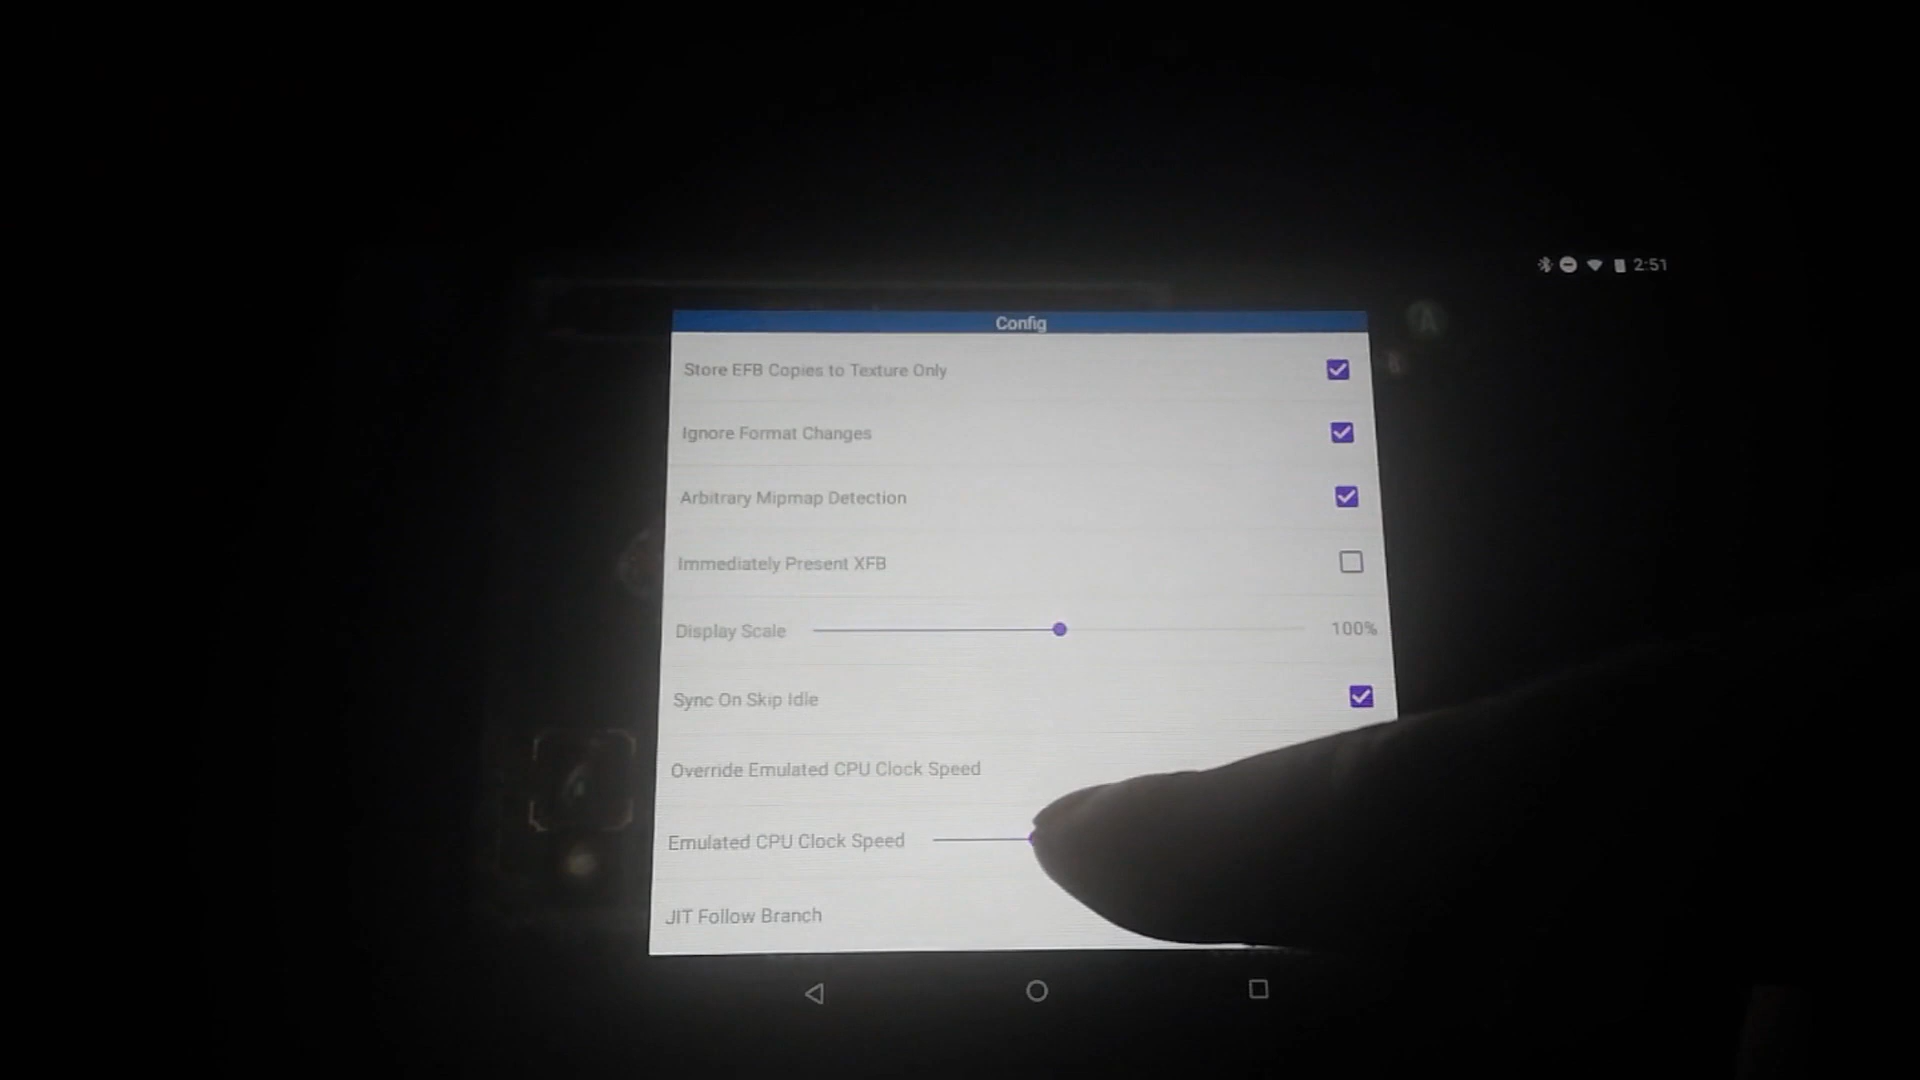 2:51
Config
A
Store EFB Copies to Texture Only
B
Ignore Format Changes
Arbitrary Mipmap Detection
Immediately Present XFB
Display Scale 100%
Sync On Skip Idle
Override Emulated CPU Clock Speed
Emulated CPU Clock Speed
JIT Follow Branch